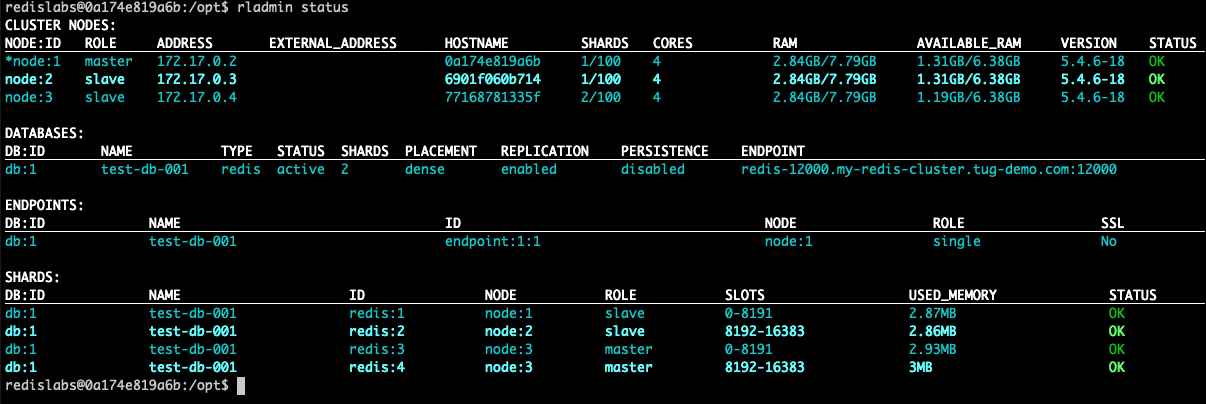 redislabs@0a174e819a6b:/opt$ rladmin status
CLUSTER NODES:
NODE:ID ROLE ADDRESS EXTERNAL_ADDRESS HOSTNAME SHARDS CORES RAM AVAILABLE_RAM VERSION STATUS
*node:1 master 172.17.0.2 0a174e819a6b 1/100 4 2.84GB/7.79GB 1.31GB/6.38GB 5.4.6-18 OK
node:2 slave 172.17.0.3 6901f060b714 1/100 4 2.84GB/7.79GB 1.31GB/6.38GB 5.4.6-18 OK
node:3 slave 172.17.0.4 77168781335f 2/100 4 2.84GB/7.79GB 1.19GB/6.38GB 5.4.6-18 OK
DATABASES:
DB:ID NAME TYPE STATUS SHARDS PLACEMENT REPLICATION PERSISTENCE ENDPOINT
db:1 test-db-001 redis active 2 dense enabled disabled redis-12000.my-redis-cluster.tug-demo.com:12000
ENDPOINTS:
DB:ID NAME ID NODE ROLE SSL
db:1 test-db-001 endpoint:1:1 node:1 single No
SHARDS:
DB:ID NAME ID NODE ROLE SLOTS USED_MEMORY STATUS
db:1 test-db-001 redis:1 node:1 slave 0-8191 2.87MB OK
db:1 test-db-001 redis:2 node:2 slave 8192-16383 2.86MB OK
db:1 test-db-001 redis:3 node:3 master 0-8191 2.93MB OK
db:1 test-db-001 redis:4 node:3 master 8192-16383 3MB OK
redislabs@0a174e819a6b:/opt$